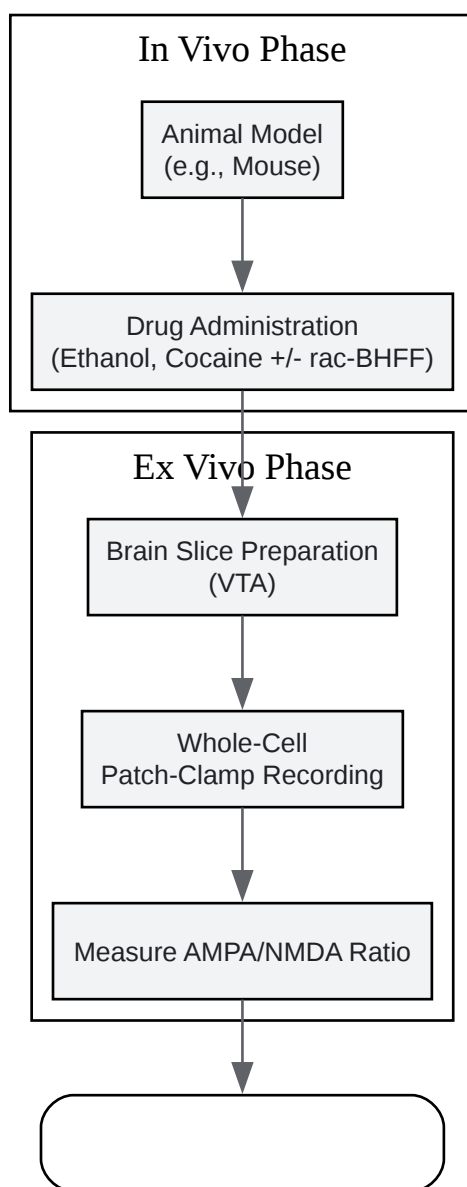 In Vivo Phase
Animal Model
(e.g., Mouse)
Drug Administration
(Ethanol, Cocaine +/- rac-BHFF)
Ex Vivo Phase
Brain Slice Preparation
(VTA)
Whole-Cell
Patch-Clamp Recording
Measure AMPA/NMDA Ratio